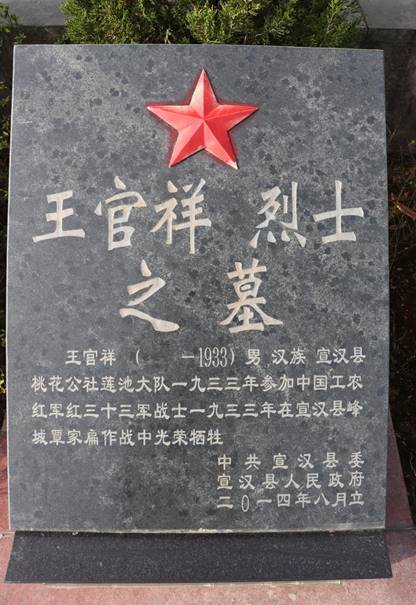 王官祥 烈士
之墓
王官祥 ( —1933) 男 汉族 宣汉县
桃花公社莲池大队一九三三年参加中国工农
红军红三十三军战士一九三三年在宣汉县峰
城覃家扁作战中光荣牺牲
中共宣汉县委
宣汉县人民政府
二0一四年八月立